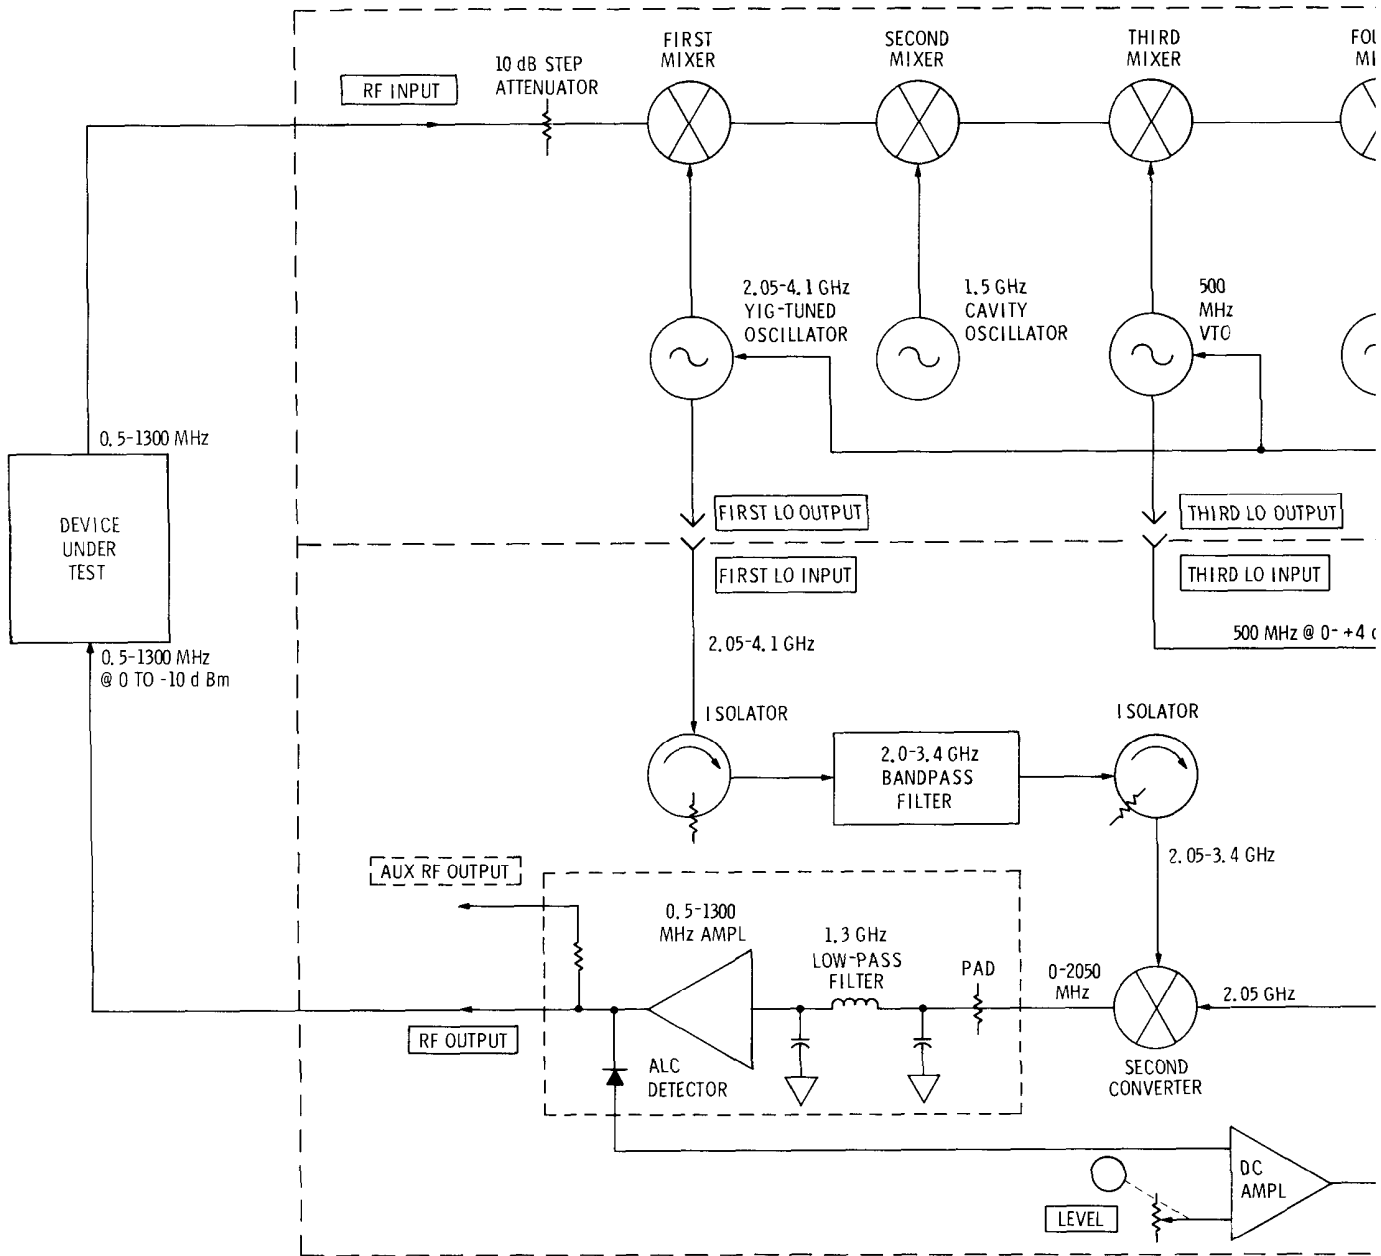 FIRST
MIXER
SECOND
MIXER
THIRD
MIXER
10 dB STEP
ATTENUATOR
RF INPUT
2.05-4.1 GHz
YIG-TUNED
OSCILLATOR
1.5 GHz
CAVITY
OSCILLATOR
500
MHz
VTO
0.5-1300 MHz
DEVICE
UNDER
TEST
FIRST LO OUTPUT
THIRD LO OUTPUT
FIRST LO INPUT
THIRD LO INPUT
0.5-1300 MHz
@ 0 TO -10 dBm
2.05-4.1 GHz
500 MHz @ 0- +4
ISOLATOR
ISOLATOR
2.0-3.4 GHz
BANDPASS
FILTER
2.05-3.4 GHz
AUX RF OUTPUT
0.5-1300
MHz AMPL
1.3 GHz
LOW-PASS
FILTER
PAD
0-2050
MHz
2.05 GHz
RF OUTPUT
ALC
DETECTOR
SECOND
CONVERTER
DC
AMPL
LEVEL